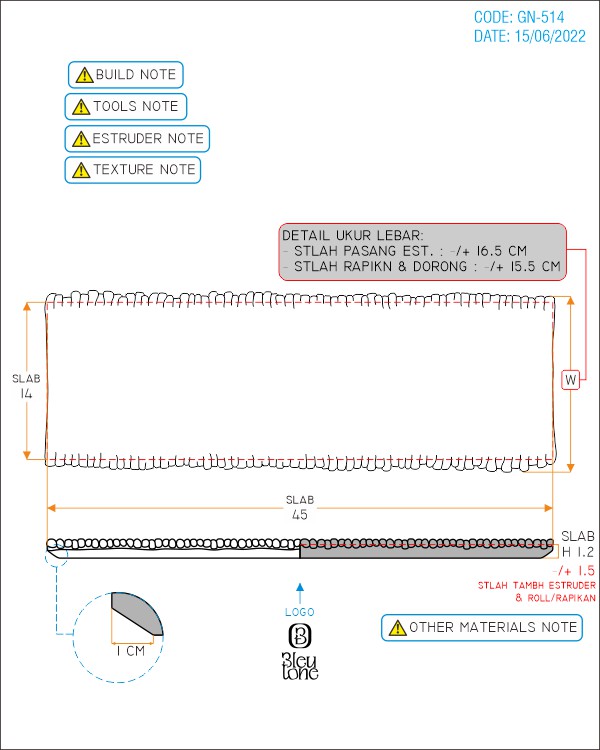 CODE: GN-514
DATE: 15/06/2022
BUILD NOTE
TOOLS NOTE
ESTRUDER NOTE
TEXTURE NOTE
DETAIL UKUR LEBAR:
- STLAH PASANG EST. : -/+ 16.5 CM
- STLAH RAPIKN & DORONG : -/+ 15.5 CM
SLAB
14
W
SLAB
45
SLAB
H 1.2
-/+ 1.5
STLAH TAMBH ESTRUDER
& ROLL/RAPIKAN
1 CM
LOGO
Bleu
tone
OTHER MATERIALS NOTE